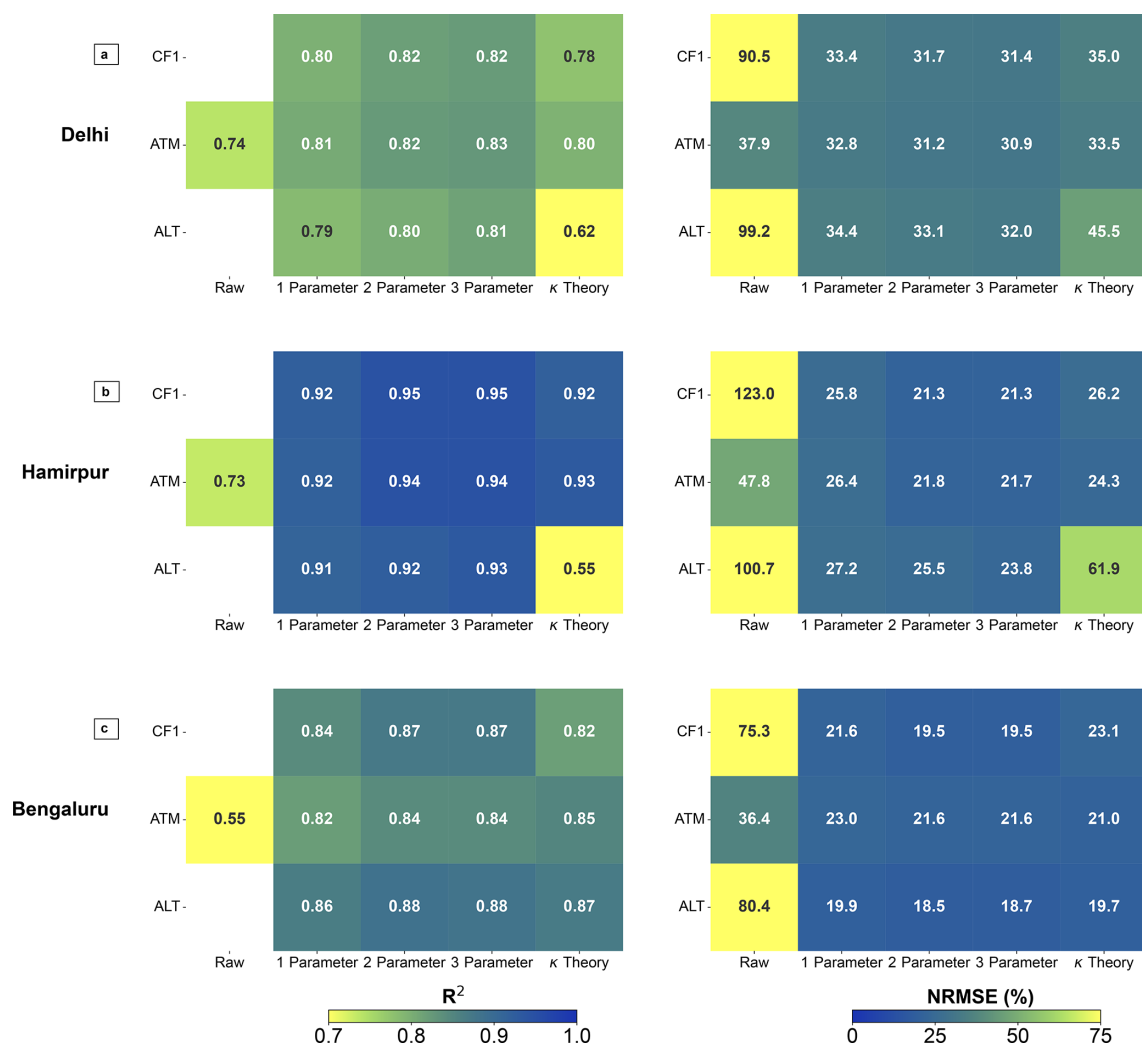 a
Delhi
CF1 0.80 0.82 0.82 0.78
ATM 0.74 0.81 0.82 0.83 0.80
ALT 0.79 0.80 0.81 0.62
Raw 1 Parameter 2 Parameter 3 Parameter κ Theory
CF1 90.5 33.4 31.7 31.4 35.0
ATM 37.9 32.8 31.2 30.9 33.5
ALT 99.2 34.4 33.1 32.0 45.5
Raw 1 Parameter 2 Parameter 3 Parameter κ Theory
b
Hamirpur
CF1 0.92 0.95 0.95 0.92
ATM 0.73 0.92 0.94 0.94 0.93
ALT 0.91 0.92 0.93 0.55
Raw 1 Parameter 2 Parameter 3 Parameter κ Theory
CF1 123.0 25.8 21.3 21.3 26.2
ATM 47.8 26.4 21.8 21.7 24.3
ALT 100.7 27.2 25.5 23.8 61.9
Raw 1 Parameter 2 Parameter 3 Parameter κ Theory
c
Bengaluru
CF1 0.84 0.87 0.87 0.82
ATM 0.55 0.82 0.84 0.84 0.85
ALT 0.86 0.88 0.88 0.87
Raw 1 Parameter 2 Parameter 3 Parameter κ Theory
CF1 75.3 21.6 19.5 19.5 23.1
ATM 36.4 23.0 21.6 21.6 21.0
ALT 80.4 19.9 18.5 18.7 19.7
Raw 1 Parameter 2 Parameter 3 Parameter κ Theory
R²
0.7 0.8 0.9 1.0
NRMSE (%)
0 25 50 75